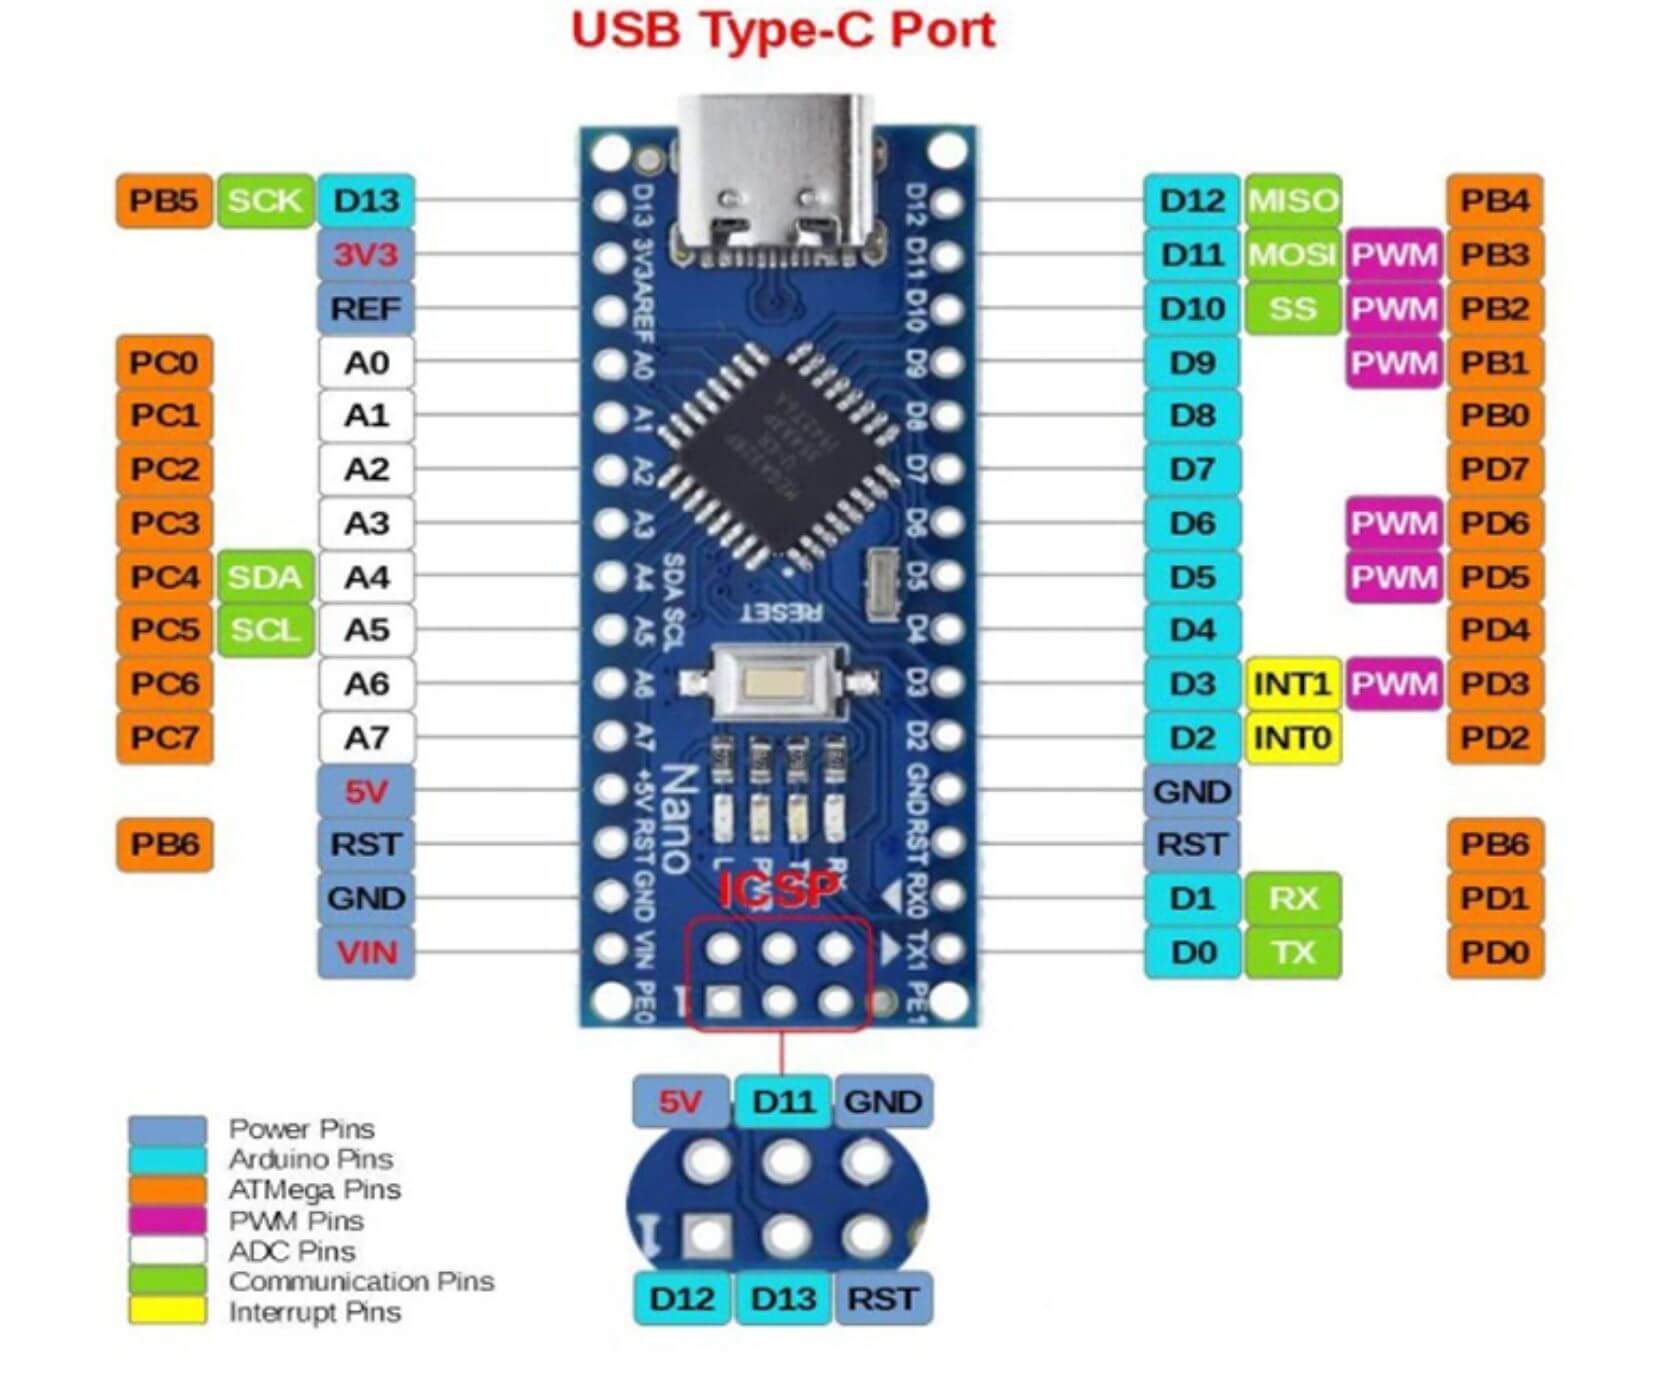 USB Type-C Port
PB5 SCK D13 D12 MISO PB4
3V3 D11 MOSI PWM PB3
REF D10 SS PWM PB2
PC0 A0 D9 PWM PB1
PC1 A1 D8 PB0
PC2 A2 D7 PD7
PC3 A3 D6 PWM PD6
PC4 SDA A4 D5 PWM PD5
PC5 SCL A5 D4 PD4
PC6 A6 D3 INT1 PWM PD3
PC7 A7 D2 INT0 PD2
5V GND
PB6 RST RST PB6
GND D1 RX PD1
VIN D0 TX PD0
D13 3V3 AREF A0 A1 A2 A3 A4 A5 A6 A7 +5V RST GND VIN PE0
SDA SCL
D12 D11 D10 D9 D8 D7 D6 D5 D4 D3 D2 GND RST RX0 TX1 PE1
RESET
Nano
L
ICSP
1
5V D11 GND
1
D12 D13 RST
Power Pins
Arduino Pins
ATMega Pins
PWM Pins
ADC Pins
Communication Pins
Interrupt Pins